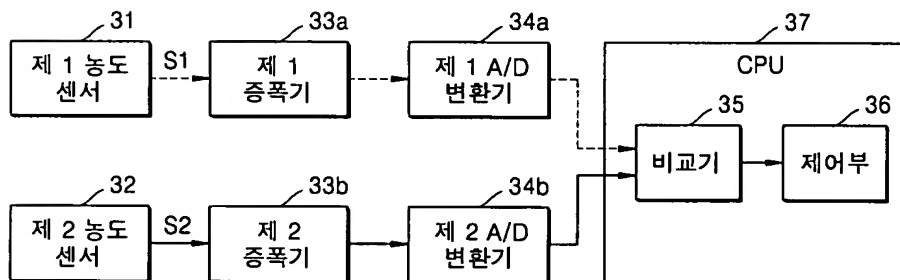 31
제 1 농도
센서
S1
33a
제 1
증폭기
34a
제 1 A/D
변환기
37
CPU
35
비교기
36
제어부
32
제 2 농도
센서
S2
33b
제 2
증폭기
34b
제 2 A/D
변환기